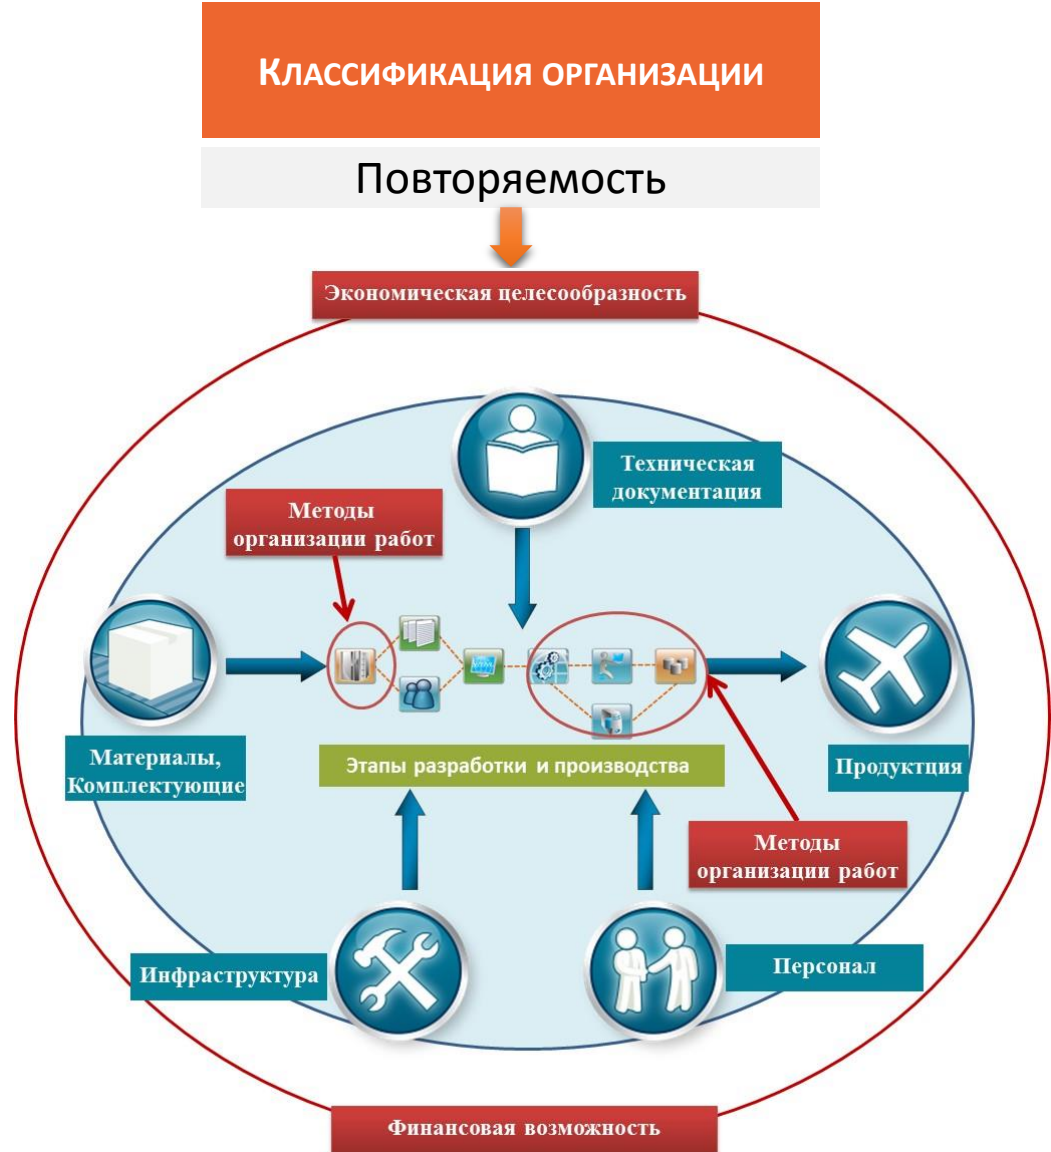 Классификация организации
Повторяемость
Экономическая целесообразность
Техническая
документация
Методы
организации работ
Материалы,
Комплектующие
Этапы разработки и производства
Продуктция
Методы
организации работ
Инфраструктура
Персонал
Финансовая возможность